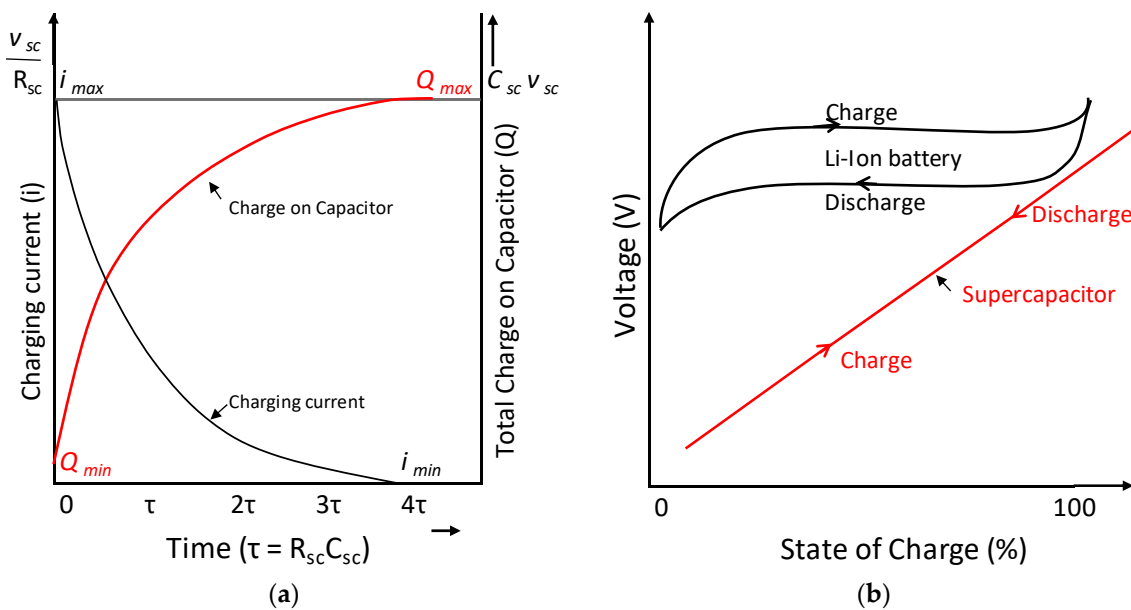 v sc
R sc
i max
Q max
C sc v sc
Charging current (i)
Charge on Capacitor
Charging current
Total Charge on Capacitor (Q)
Q min
i min
0 τ 2τ 3τ 4τ
Time (τ = R sc C sc)
(a)
Voltage (V)
Charge
Li-Ion battery
Discharge
Discharge
Supercapacitor
Charge
0 100
State of Charge (%)
(b)